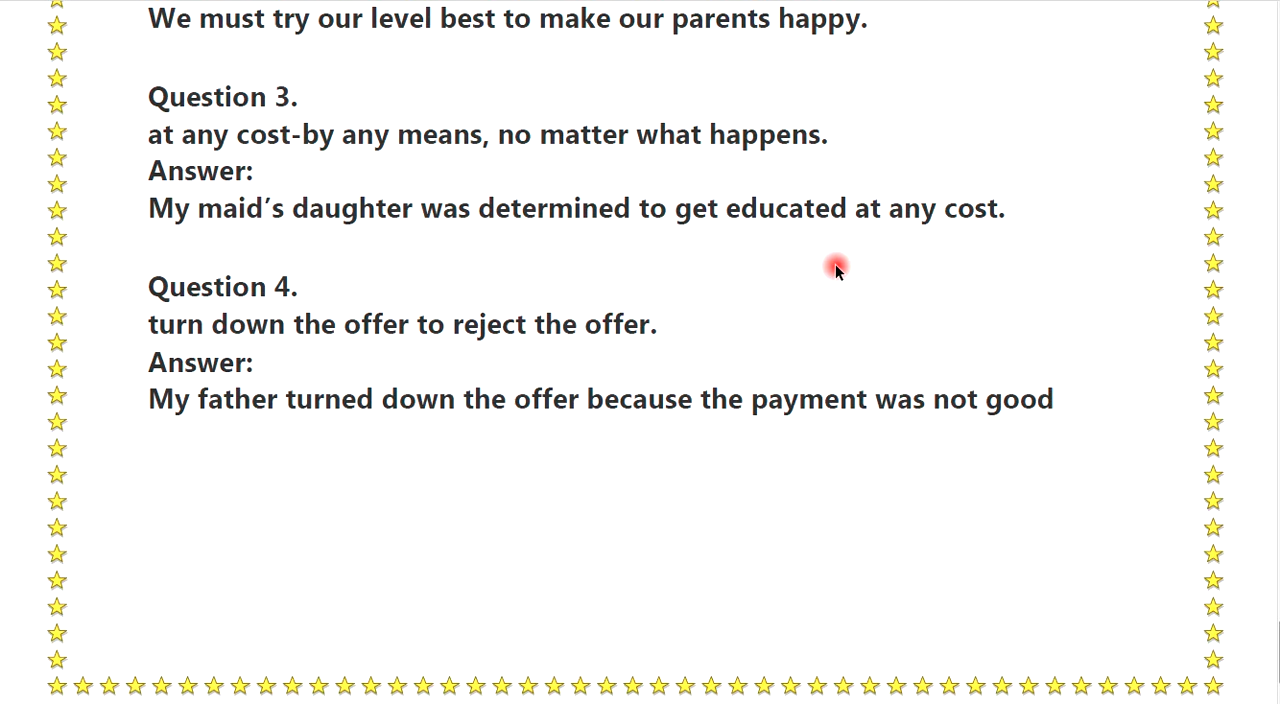 We must try our level best to make our parents happy.
Question 3.
at any cost-by any means, no matter what happens.
Answer:
My maid’s daughter was determined to get educated at any cost.
Question 4.
turn down the offer to reject the offer.
Answer:
My father turned down the offer because the payment was not good